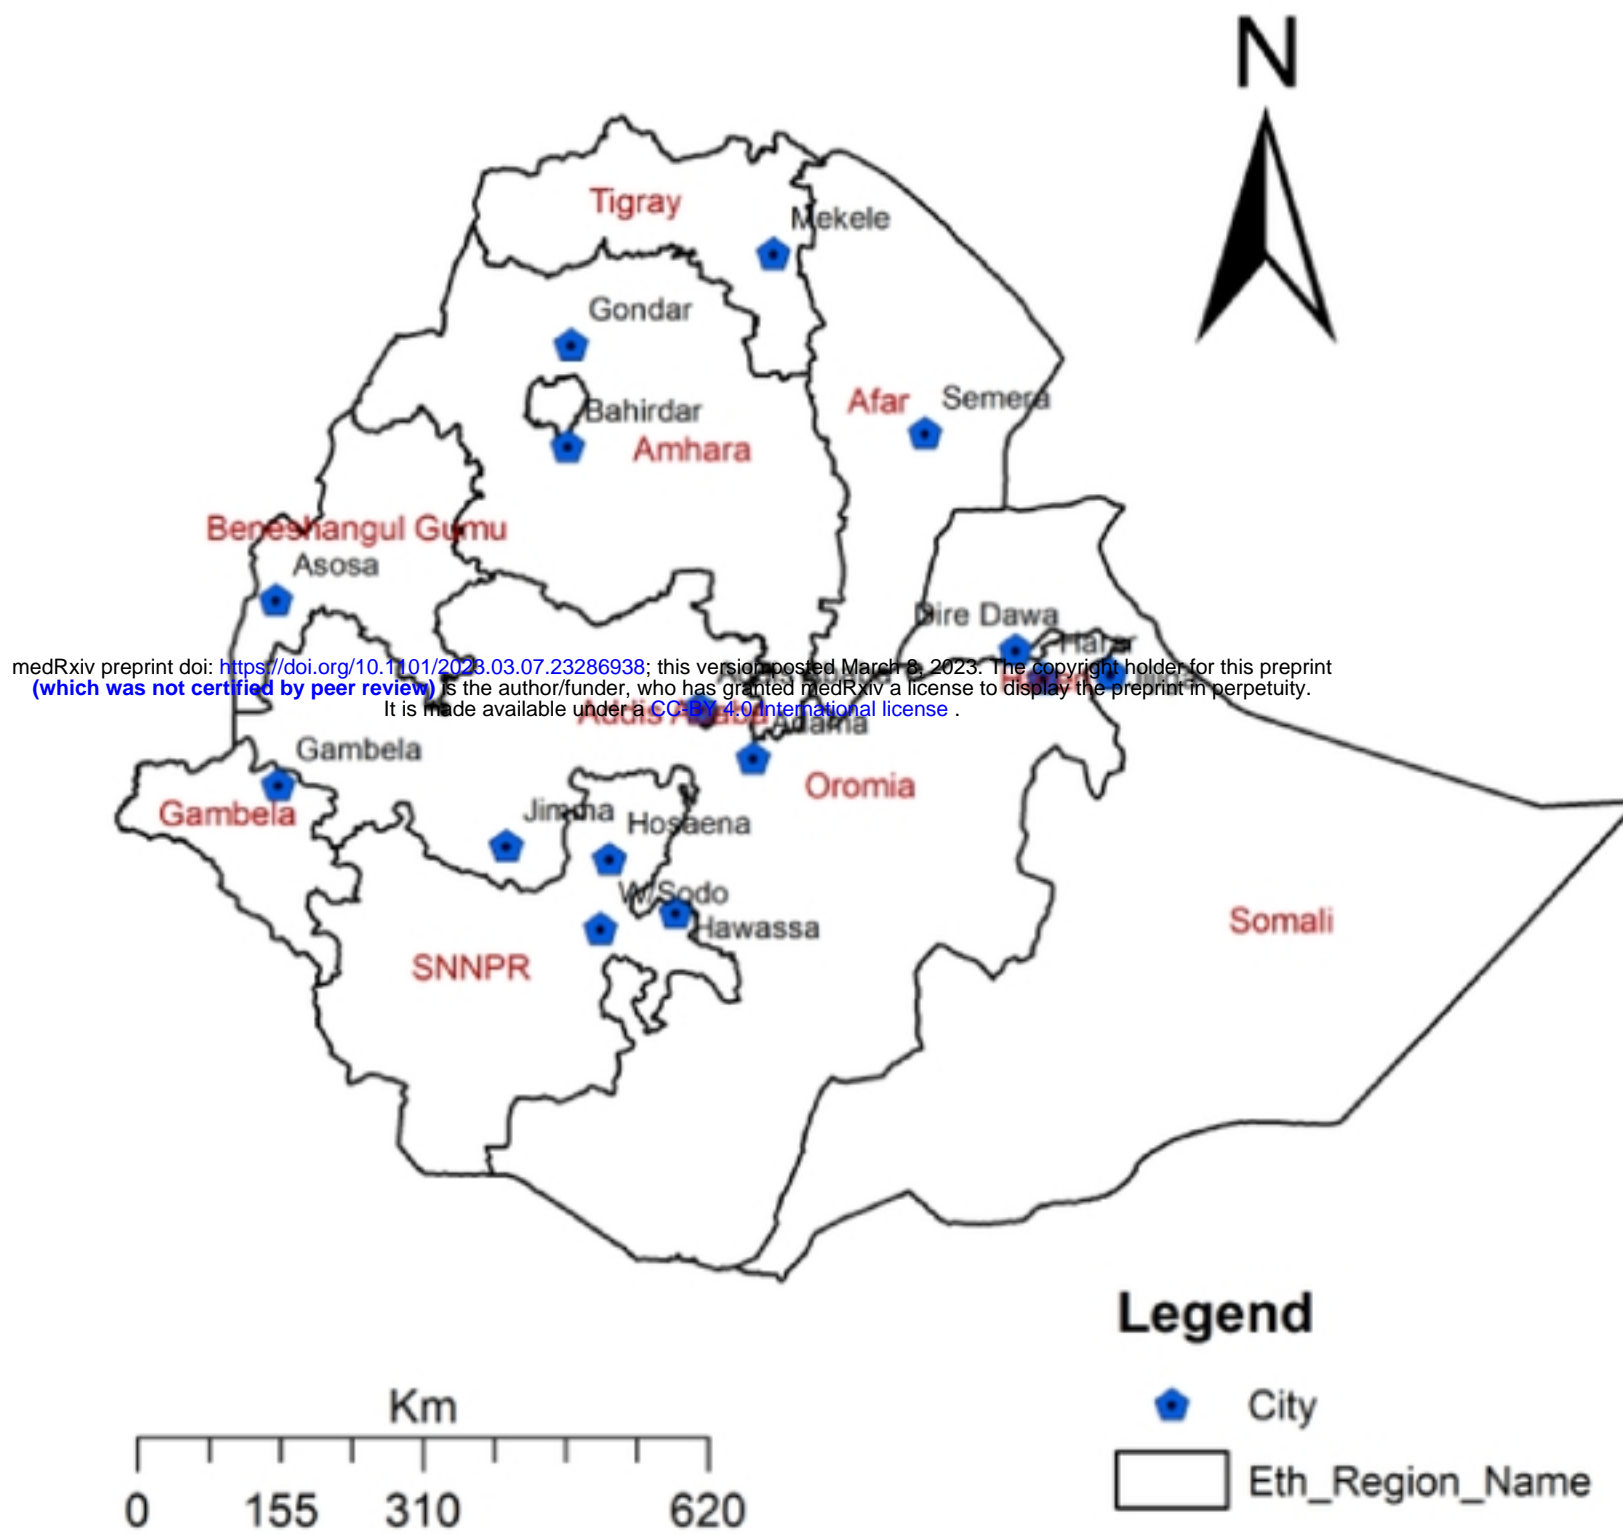 N
Tigray
Mekele
Gondar
Afar
Semera
Bahirdar
Amhara
Beneshangul Gumu
Asosa
Dire Dawa
Harar
medRxiv preprint doi: https://doi.org/10.1101/2023.03.07.23286938; this version posted March 8, 2023. The copyright holder for this preprint
(which was not certified by peer review) is the author/funder, who has granted medRxiv a license to display the preprint in perpetuity.
It is made available under a CC-BY 4.0 International license .
Addis Ababa
Adama
Gambela
Oromia
Gambela
Jimma
Hosaena
W/Sodo
Hawassa
Somali
SNNPR
Legend
Km
City
Eth_Region_Name
0 155 310 620